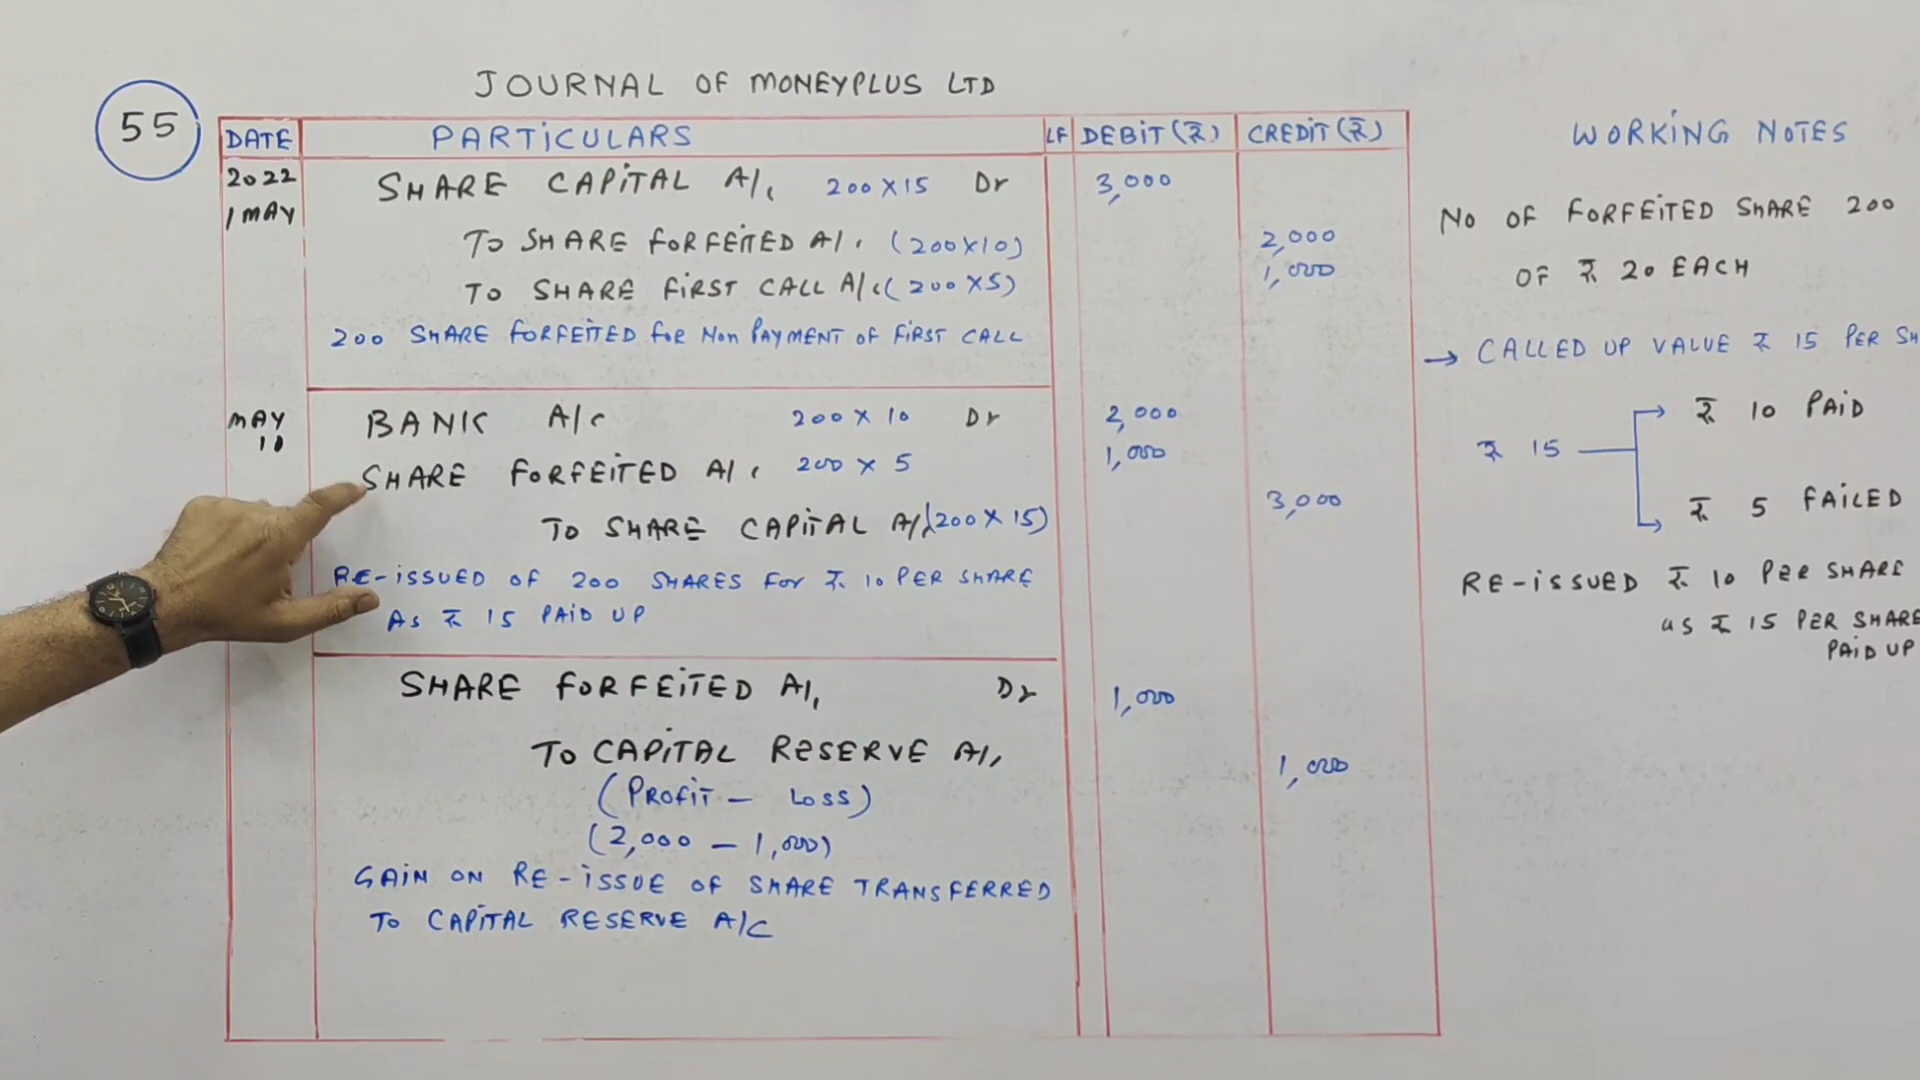 JOURNAL OF MONEYPLUS LTD
55
DATE PARTICULARS LF DEBIT (₹) CREDIT (₹)
2022
1 MAY
SHARE CAPITAL A/c 200 X 15 Dr 3,000
TO SHARE FORFEITED A/c (200 X 10) 2,000
TO SHARE FIRST CALL A/c (200 X 5) 1,000
200 SHARE FORFEITED FOR NON PAYMENT OF FIRST CALL
MAY
10
BANK A/c 200 X 10 Dr 2,000
SHARE FORFEITED A/c 200 X 5 1,000
TO SHARE CAPITAL A/c (200 X 15) 3,000
RE-ISSUED OF 200 SHARES FOR ₹ 10 PER SHARE
AS ₹ 15 PAID UP
SHARE FORFEITED A/c Dr 1,000
TO CAPITAL RESERVE A/c 1,000
(PROFIT - LOSS)
(2,000 - 1,000)
GAIN ON RE-ISSUE OF SHARE TRANSFERRED
TO CAPITAL RESERVE A/C
WORKING NOTES
NO OF FORFEITED SHARE 200
OF ₹ 20 EACH
→ CALLED UP VALUE ₹ 15 PER SH
₹ 10 PAID
₹ 15
₹ 5 FAILED
RE-ISSUED ₹ 10 PER SHARE
as ₹ 15 PER SHARE
PAID UP